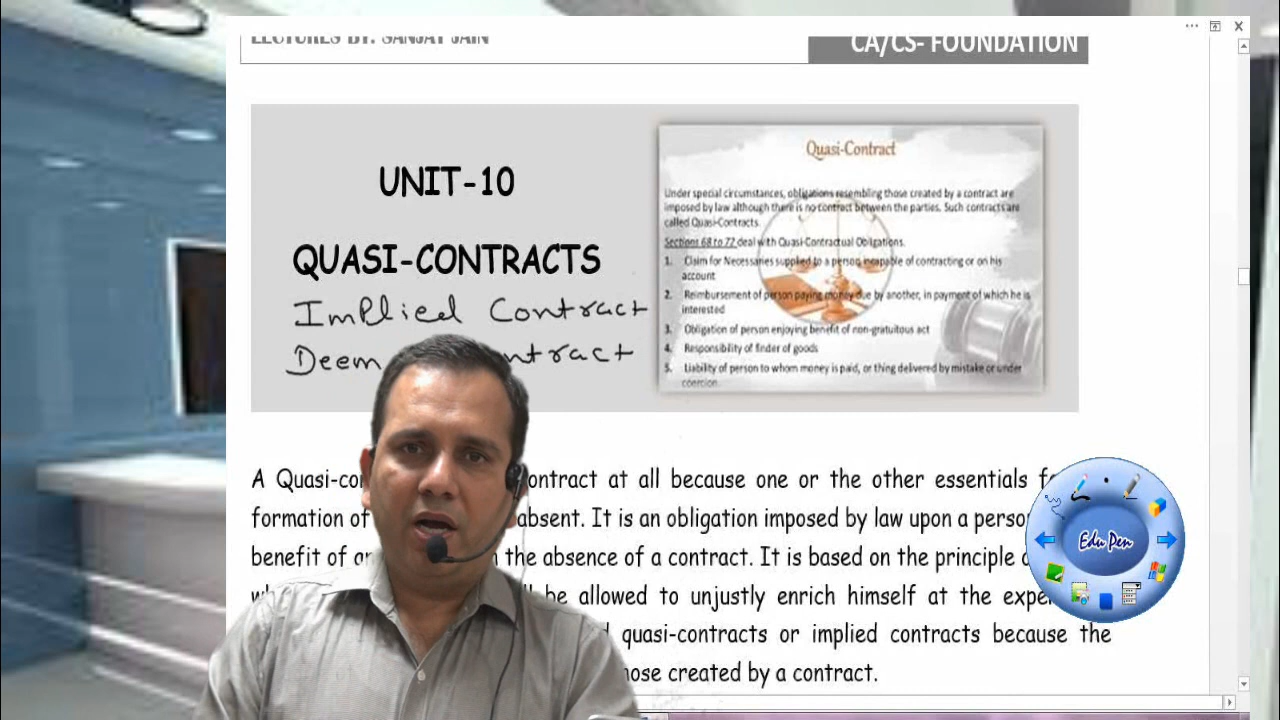 LECTURES BY: SANJAY JAIN
CA/CS- FOUNDATION
UNIT-10
QUASI-CONTRACTS
Implied Contract
Deem ntract
Quasi-Contract
Under special circumstances, obligations resembling those created by a contract are
imposed by law although there is no contract between the parties. Such contracts are
called Quasi-Contracts.
Sections 68 to 72 deal with Quasi-Contractual Obligations.
1. Claim for Necessaries supplied to a person incapable of contracting or on his
account
2. Reimbursement of person paying money due by another, in payment of which he is
interested
3. Obligation of person enjoying benefit of non-gratuitous act
4. Responsibility of finder of goods
5. Liability of person to whom money is paid, or thing delivered by mistake or under
coercion.
A Quasi-co ontract at all because one or the other essentials f
formation of absent. It is an obligation imposed by law upon a perso
benefit of an the absence of a contract. It is based on the principle
be allowed to unjustly enrich himself at the expe
quasi-contracts or implied contracts because the
hose created by a contract.
Edu Pen